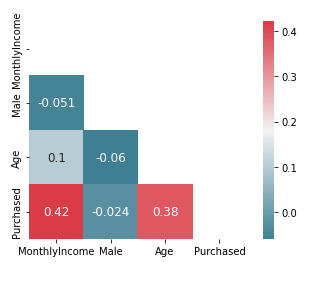 MonthlyIncome
Male
Age
Purchased
-0.051
0.1
-0.06
0.42
-0.024
0.38
MonthlyIncome Male Age Purchased
0.4
0.3
0.2
0.1
0.0